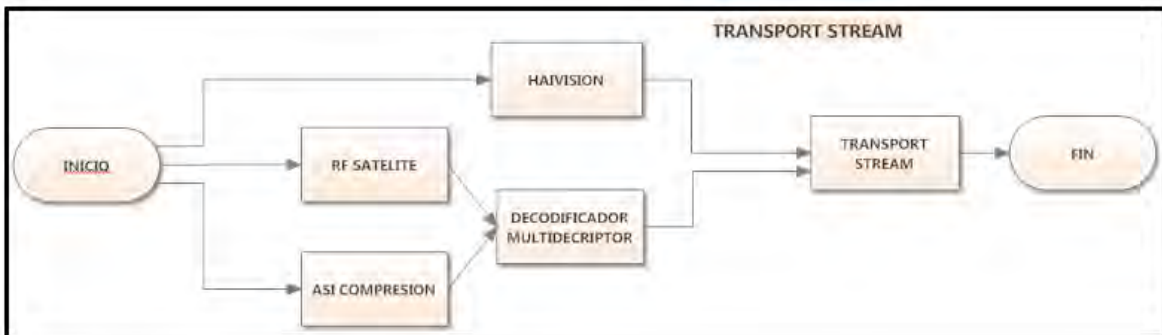 TRANSPORT STREAM
HAIVISION
INICIO
RF SATELITE
TRANSPORT
STREAM
FIN
DECODIFICADOR
MULTIDECRIPTOR
ASI COMPRESION